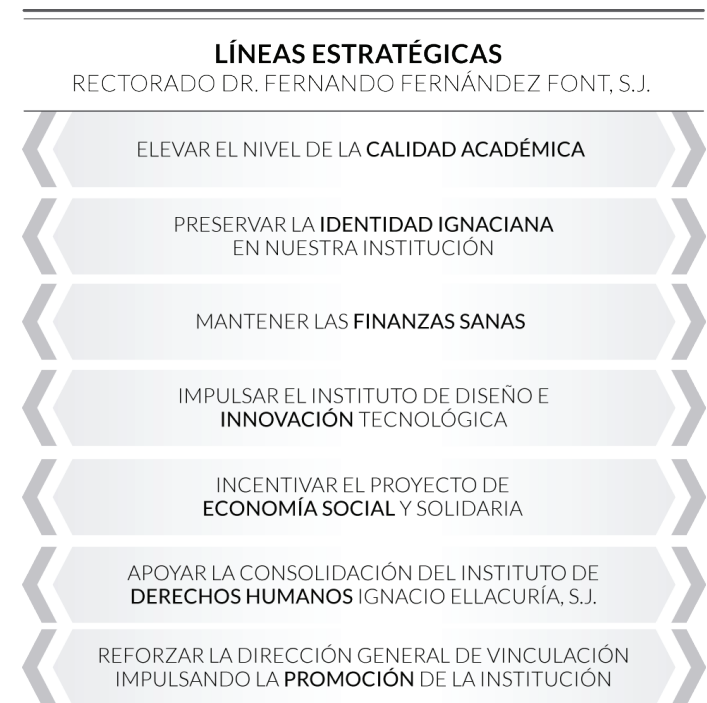 LÍNEAS ESTRATÉGICAS
RECTORADO DR. FERNANDO FERNÁNDEZ FONT, S.J.
ELEVAR EL NIVEL DE LA CALIDAD ACADÉMICA
PRESERVAR LA IDENTIDAD IGNACIANA
EN NUESTRA INSTITUCIÓN
MANTENER LAS FINANZAS SANAS
IMPULSAR EL INSTITUTO DE DISEÑO E
INNOVACIÓN TECNOLÓGICA
INCENTIVAR EL PROYECTO DE
ECONOMÍA SOCIAL Y SOLIDARIA
APOYAR LA CONSOLIDACIÓN DEL INSTITUTO DE
DERECHOS HUMANOS IGNACIO ELLACURÍA, S.J.
REFORZAR LA DIRECCIÓN GENERAL DE VINCULACIÓN
IMPULSANDO LA PROMOCIÓN DE LA INSTITUCIÓN